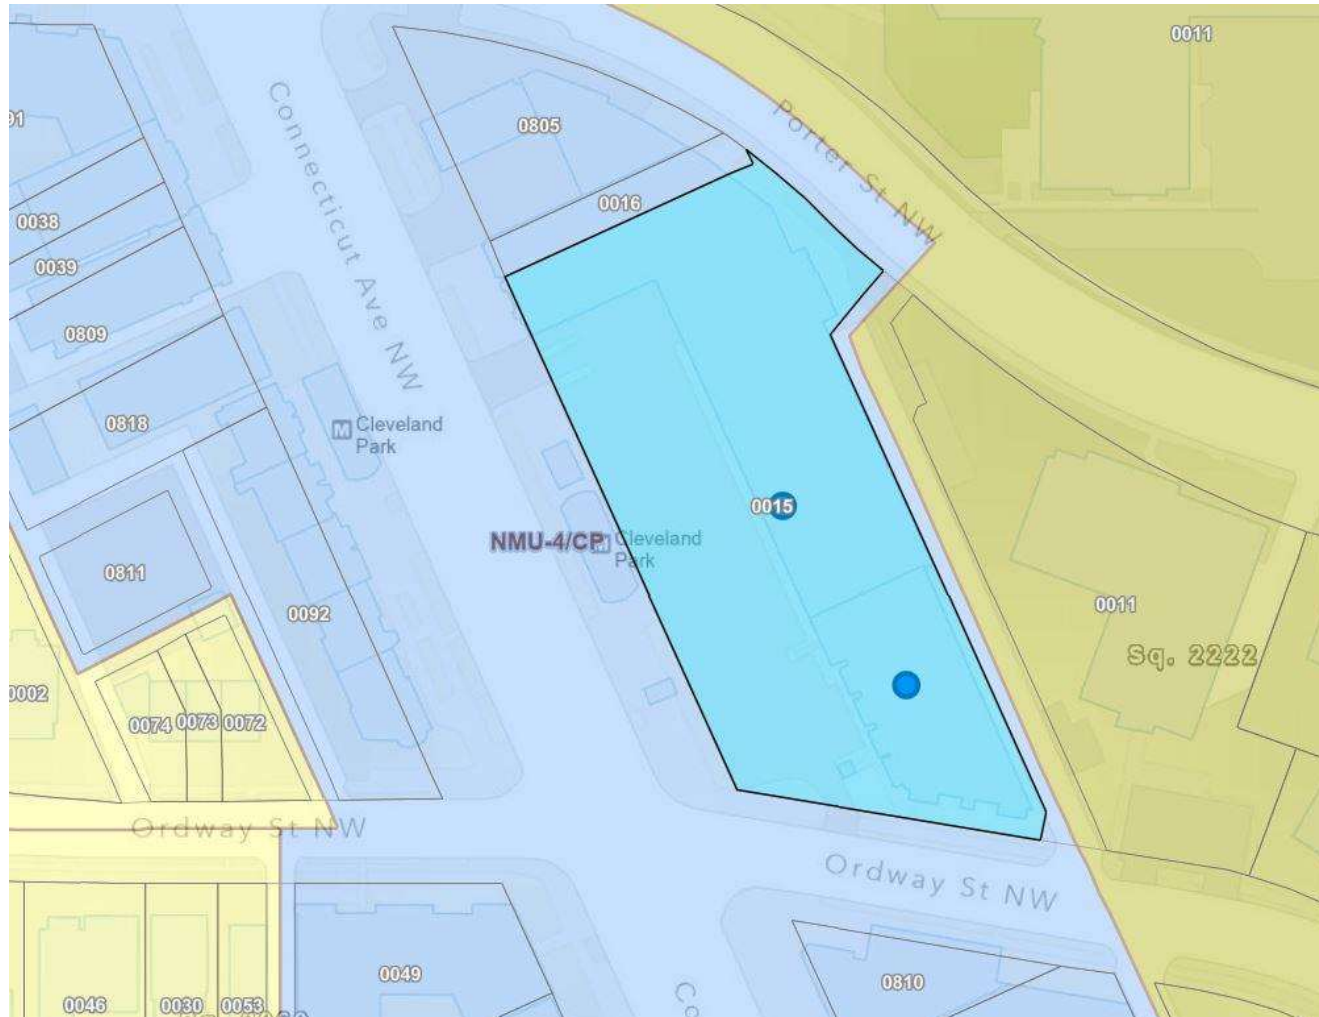 0011
Porter St NW
0805
91
Connecticut Ave NW
0016
0038
0039
0809
M Cleveland
Park
0818
0015
NMU-4/CP
M Cleveland
Park
0811
0092
0011
Sq. 2222
0002
0074
0073
0072
Ordway St NW
Ordway St NW
0049
0810
Co
0046
0030
0053